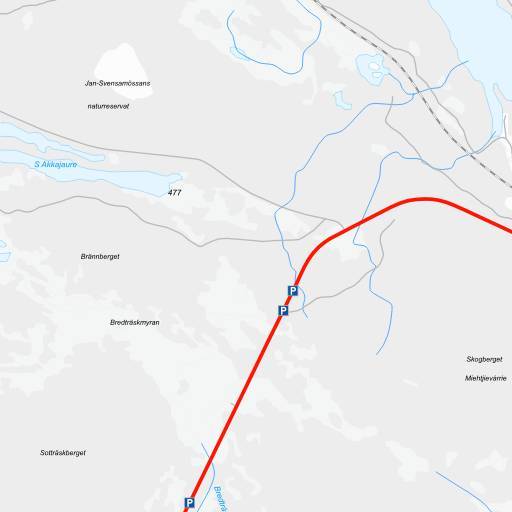 Jan-Svensamössans
naturreservat
S Akkajaure
477
Brännberget
P
P
Bredträskmyran
Skogberget
Miehtjievárrie
Sotträskberget
P